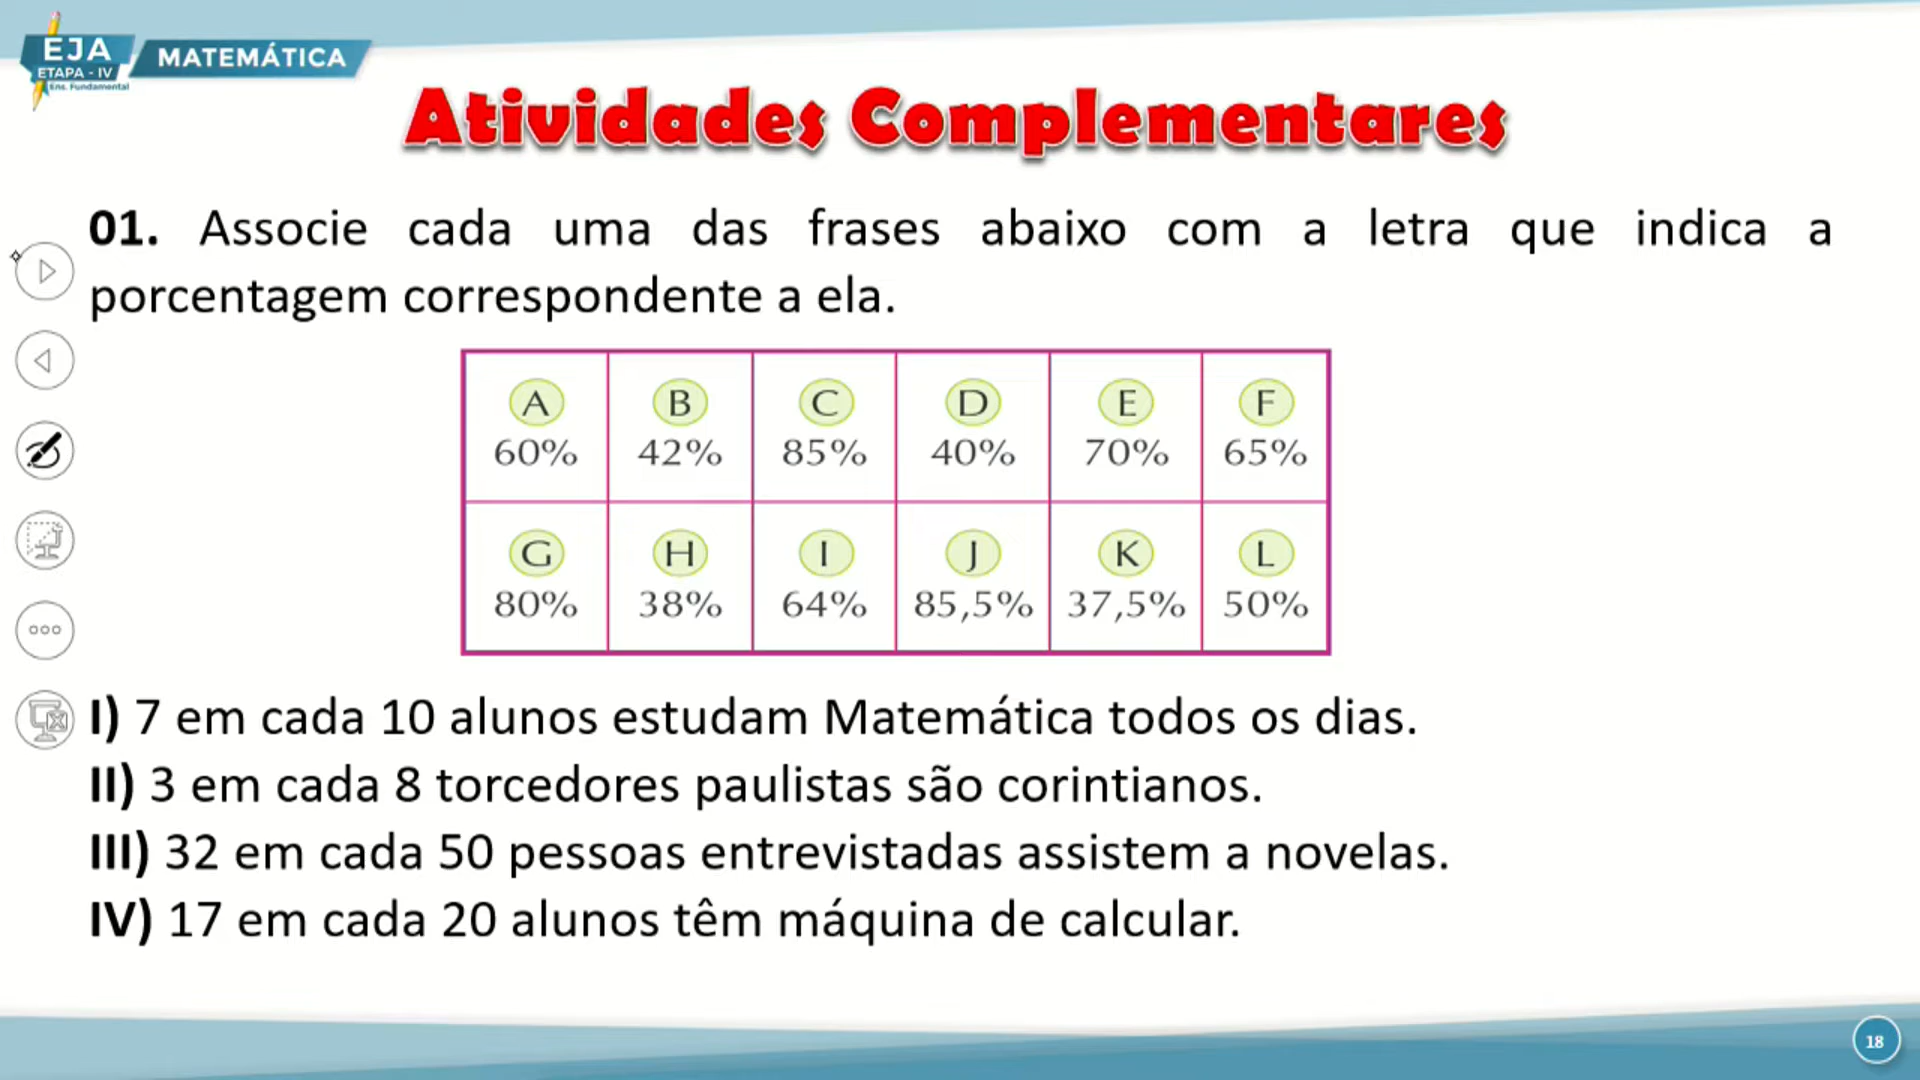 EJA
ETAPA - IV
Ens. Fundamental
MATEMÁTICA
Atividades Complementares
01. Associe cada uma das frases abaixo com a letra que indica a
porcentagem correspondente a ela.
A B C D E F
60% 42% 85% 40% 70% 65%
G H I J K L
80% 38% 64% 85,5% 37,5% 50%
I) 7 em cada 10 alunos estudam Matemática todos os dias.
II) 3 em cada 8 torcedores paulistas são corintianos.
III) 32 em cada 50 pessoas entrevistadas assistem a novelas.
IV) 17 em cada 20 alunos têm máquina de calcular.
18